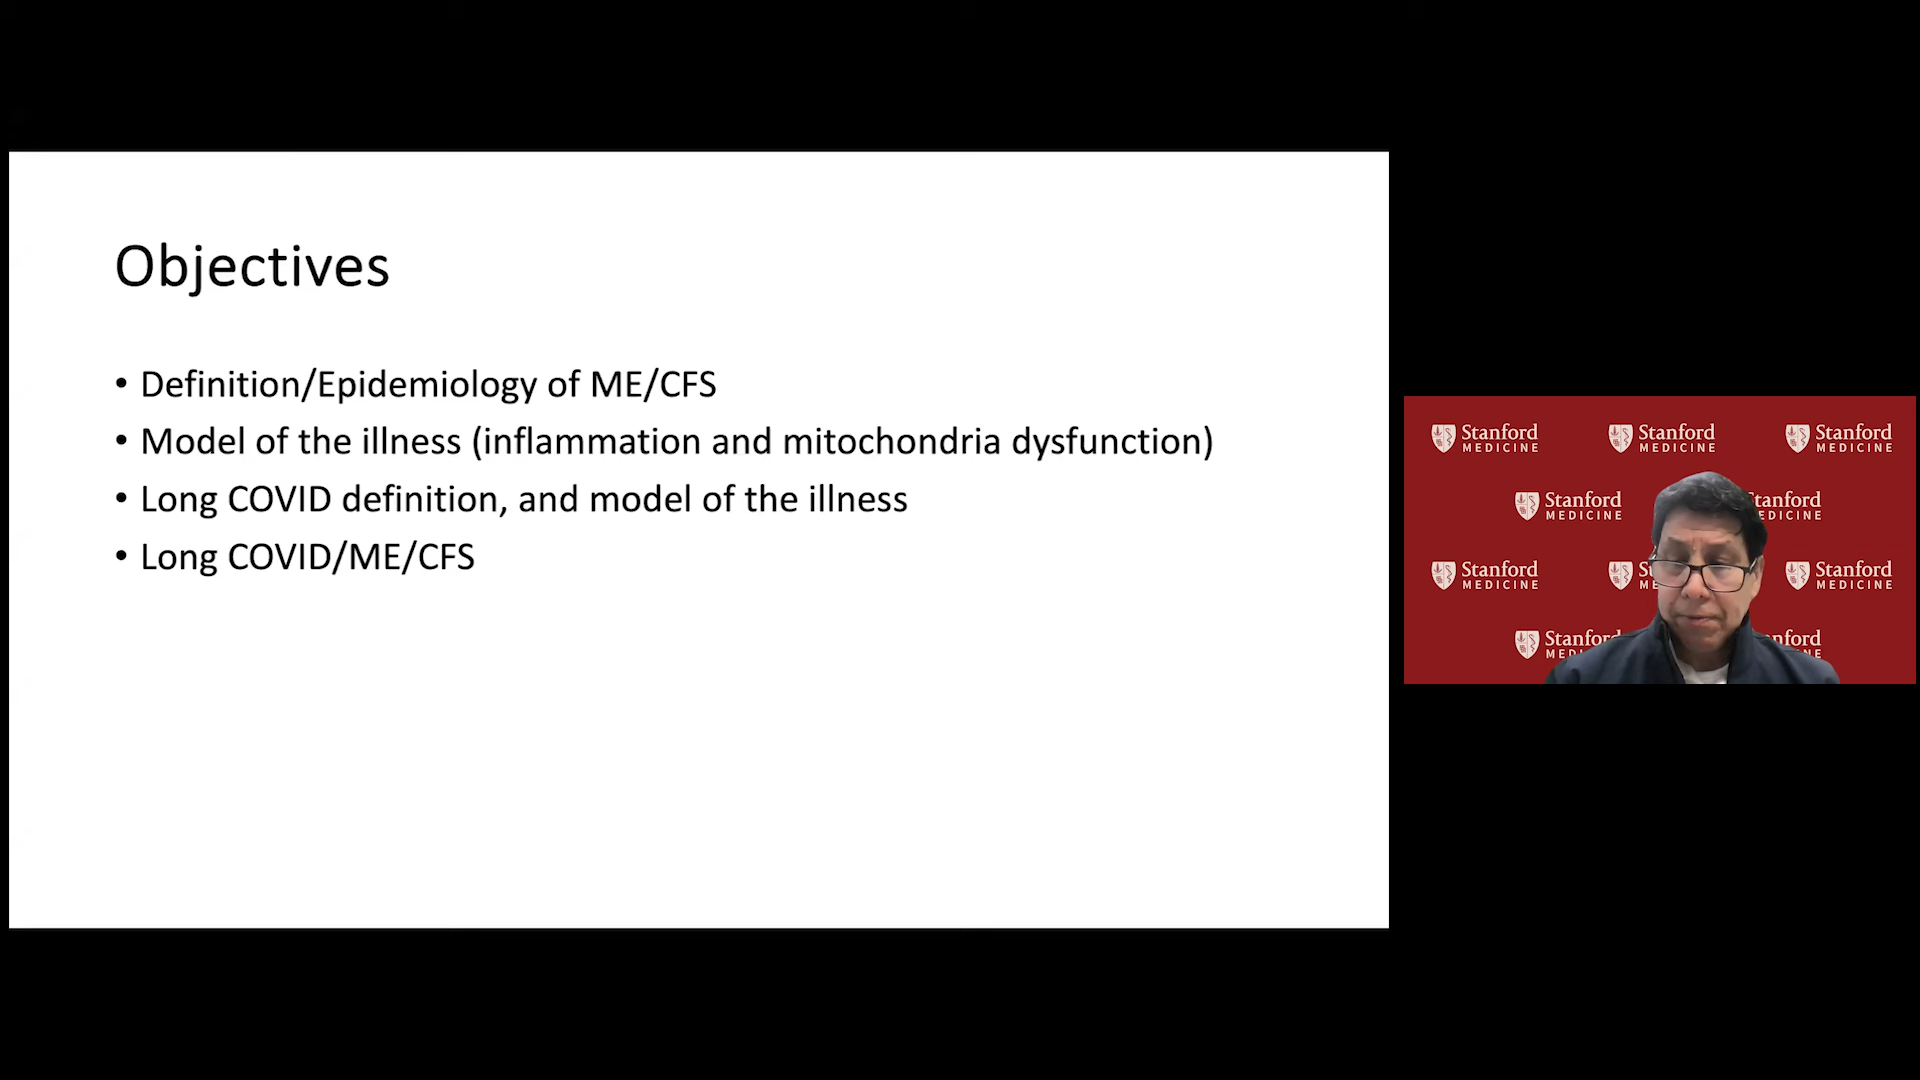 Objectives
• Definition/Epidemiology of ME/CFS
• Model of the illness (inflammation and mitochondria dysfunction)
• Long COVID definition, and model of the illness
• Long COVID/ME/CFS
Stanford
MEDICINE
Stanford
MEDICINE
Stanford
MEDICINE
Stanford
MEDICINE
Stanford
MEDICINE
Stanford
MEDICINE
Stanford
MEDICINE